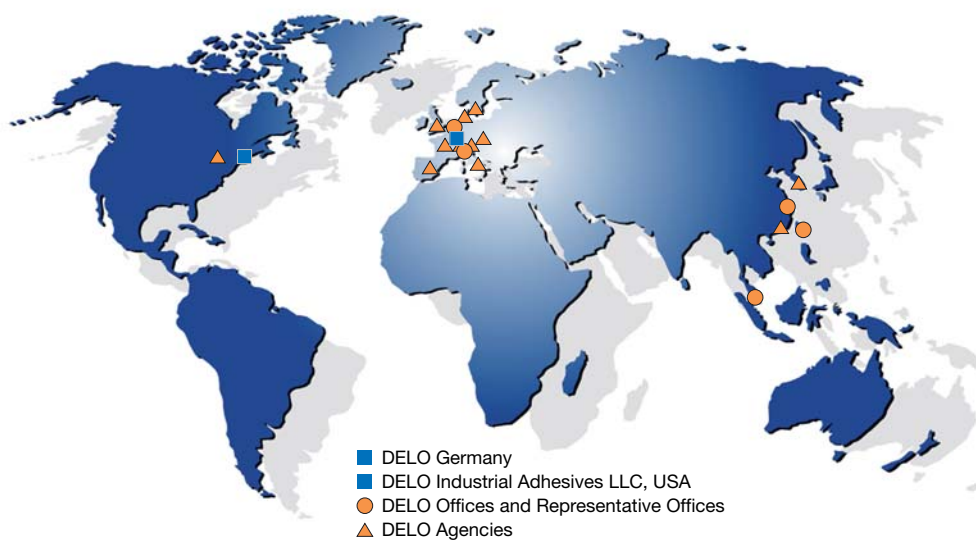 DELO Germany
DELO Industrial Adhesives LLC, USA
DELO Offices and Representative Offices
DELO Agencies